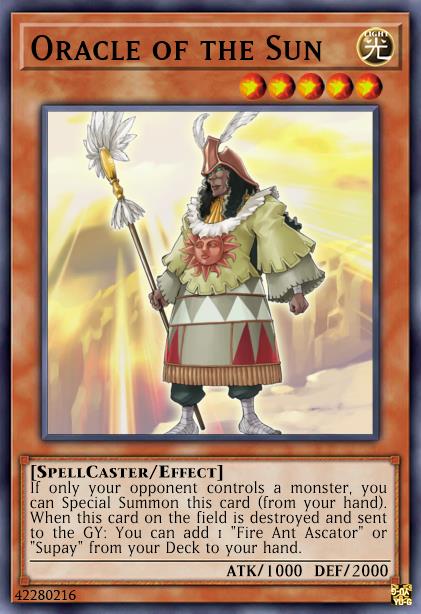 Oracle of the Sun
LIGHT
光
[SpellCaster/Effect]
If only your opponent controls a monster, you
can Special Summon this card (from your hand).
When this card on the field is destroyed and sent
to the GY: You can add 1 "Fire Ant Ascator" or
"Supay" from your Deck to your hand.
ATK/1000 DEF/2000
42280216